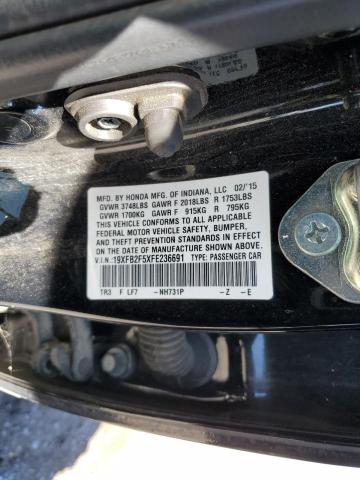 MFD. BY HONDA MFG. OF INDIANA, LLC 02/'15
GVWR 3748LBS GAWR F 2018LBS R 1753LBS
GVWR 1700KG GAWR F 915KG R 795KG
THIS VEHICLE CONFORMS TO ALL APPLICABLE
FEDERAL MOTOR VEHICLE SAFETY, BUMPER,
AND THEFT PREVENTION STANDARDS IN EFFECT
ON THE DATE OF MANUFACTURE SHOWN ABOVE.
V.I.N. 19XFB2F5XFE236691 TYPE: PASSENGER CAR
TR3 F LF7 -NH731P -Z -E